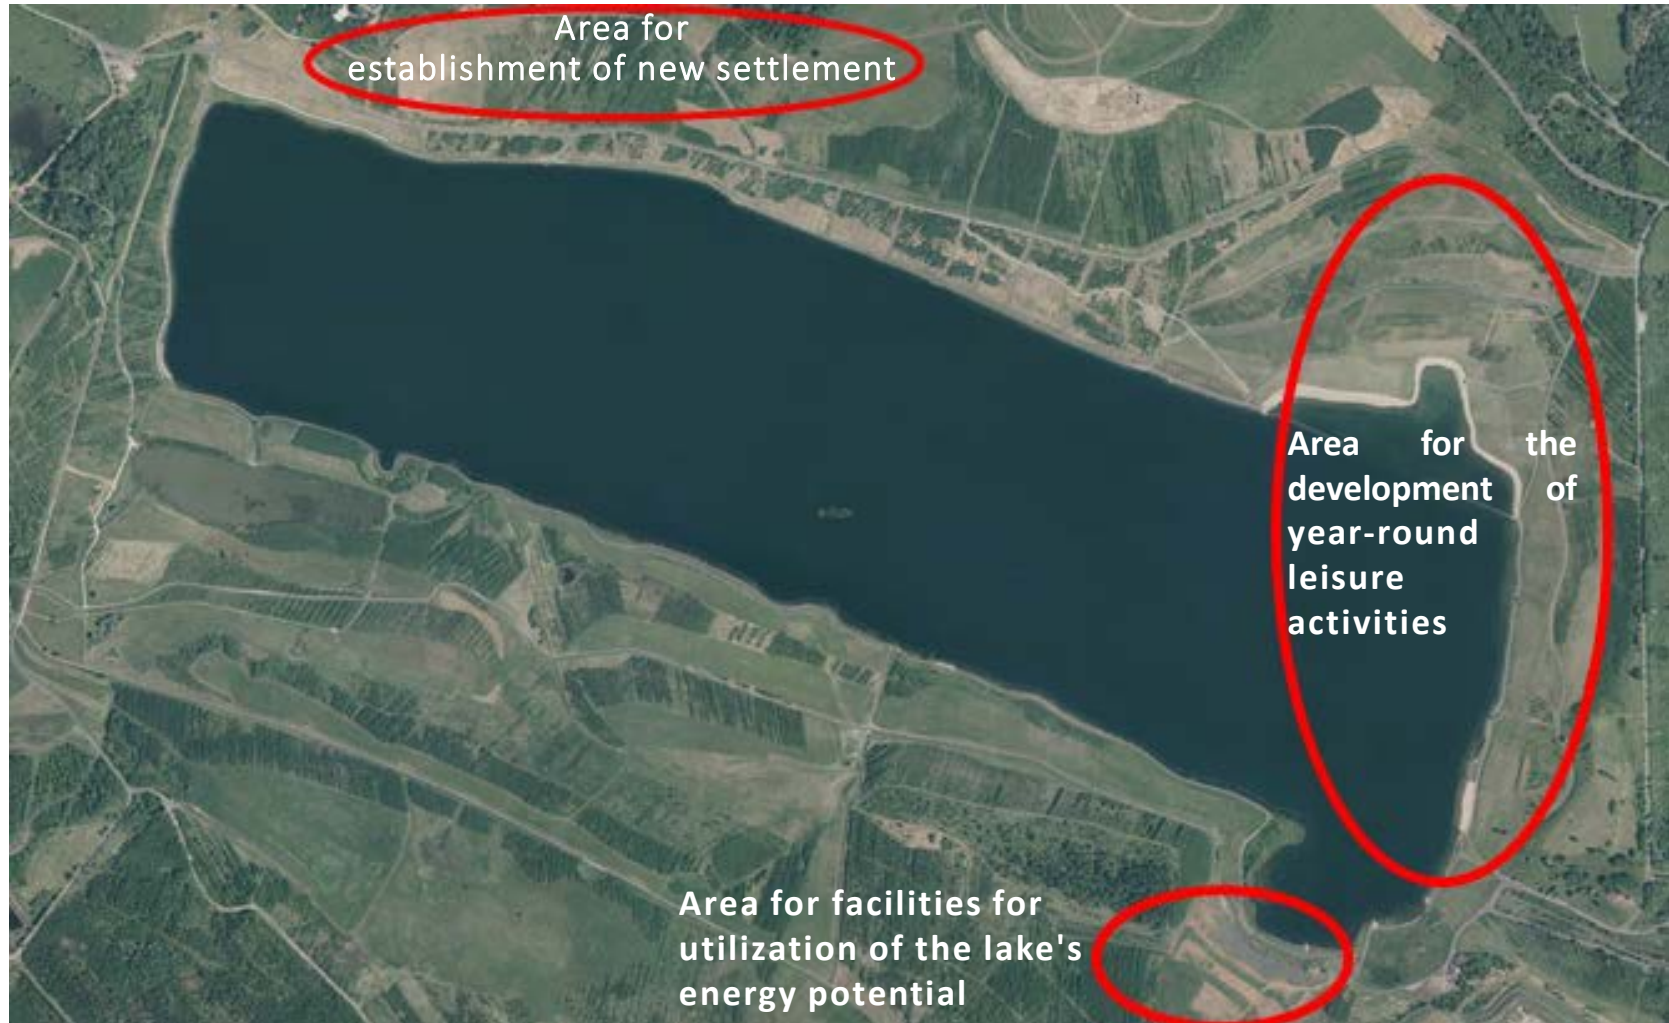 Area for
establishment of new settlement
Area for the
development of
year-round
leisure
activities
Area for facilities for
utilization of the lake's
energy potential